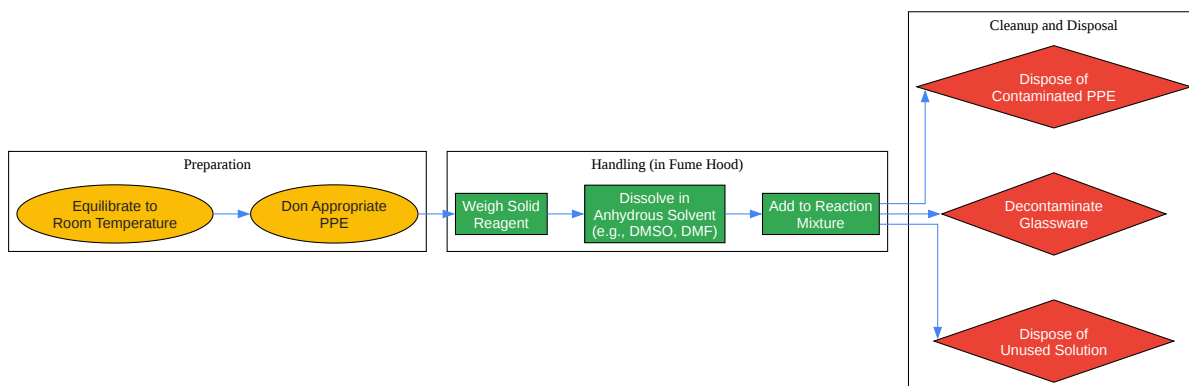 Preparation
Equilibrate to
Room Temperature
Don Appropriate
PPE
Handling (in Fume Hood)
Weigh Solid
Reagent
Dissolve in
Anhydrous Solvent
(e.g., DMSO, DMF)
Add to Reaction
Mixture
Cleanup and Disposal
Dispose of
Contaminated PPE
Decontaminate
Glassware
Dispose of
Unused Solution